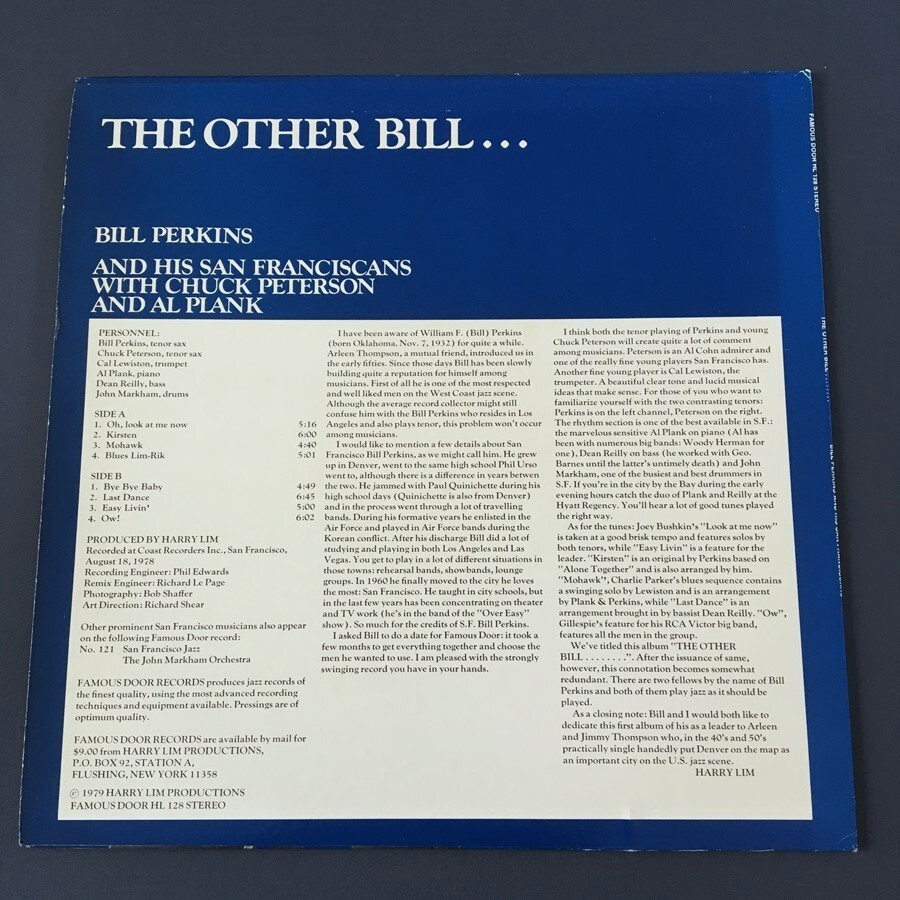 THE OTHER BILL...
BILL PERKINS
AND HIS SAN FRANCISCANS
WITH CHUCK PETERSON
AND AL PLANK
PERSONNEL:
Bill Perkins, tenor sax
Chuck Peterson, tenor sax
Cal Lewiston, trumpet
Al Plank, piano
Dean Reilly, bass
John Markham, drums
SIDE A
1. Oh, look at me now 5:16
2. Kirsten 6:00
3. Mohawk 4:40
4. Blues Lim-Rik 5:01
SIDE B
1. Bye Bye Baby 4:49
2. Last Dance 6:45
3. Easy Livin' 5:00
4. Ow! 6:02
PRODUCED BY HARRY LIM
Recorded at Coast Recorders Inc., San Francisco,
August 18, 1978
Recording Engineer: Phil Edwards
Remix Engineer: Richard Le Page
Photography: Bob Shaffer
Art Direction: Richard Shear
Other prominent San Francisco musicians also appear
on the following Famous Door record:
No. 121 San Francisco Jazz
The John Markham Orchestra
FAMOUS DOOR RECORDS produces jazz records of
the finest quality, using the most advanced recording
techniques and equipment available. Pressings are of
optimum quality.
FAMOUS DOOR RECORDS are available by mail for
$9.00 from HARRY LIM PRODUCTIONS,
P.O. BOX 92, STATION A,
FLUSHING, NEW YORK 11358
℗ 1979 HARRY LIM PRODUCTIONS
FAMOUS DOOR HL 128 STEREO
I have been aware of William F. (Bill) Perkins
(born Oklahoma, Nov. 7, 1932) for quite a while.
Arleen Thompson, a mutual friend, introduced us in
the early fifties. Since those days Bill has been slowly
building quite a reputation for himself among
musicians. First of all he is one of the most respected
and well liked men on the West Coast jazz scene.
Although the average record collector might still
confuse him with the Bill Perkins who resides in Los
Angeles and also plays tenor, this problem won't occur
among musicians.
I would like to mention a few details about San
Francisco Bill Perkins, as we might call him. He grew
up in Denver, went to the same high school Phil Urso
went to, although there is a difference in years between
the two. He jammed with Paul Quinichette during his
high school days (Quinichette is also from Denver)
and in the process went through a lot of travelling
bands. During his formative years he enlisted in the
Air Force and played in Air Force bands during the
Korean conflict. After his discharge Bill did a lot of
studying and playing in both Los Angeles and Las
Vegas. You get to play in a lot of different situations in
those towns: rehearsal bands, showbands, lounge
groups. In 1960 he finally moved to the city he loves
the most: San Francisco. He taught in city schools, but
in the last few years has been concentrating on theater
and TV work (he's in the band of the "Over Easy"
show). So much for the credits of S.F. Bill Perkins.
I asked Bill to do a date for Famous Door: it took a
few months to get everything together and choose the
men he wanted to use. I am pleased with the strongly
swinging record you have in your hands.
I think both the tenor playing of Perkins and young
Chuck Peterson will create quite a lot of comment
among musicians. Peterson is an Al Cohn admirer and
one of the really fine young players San Francisco has.
Another fine young player is Cal Lewiston, the
trumpeter. A beautiful clear tone and lucid musical
ideas that make sense. For those of you who want to
familiarize yourself with the two contrasting tenors:
Perkins is on the left channel, Peterson on the right.
The rhythm section is one of the best available in S.F.:
the marvelous sensitive Al Plank on piano (Al has
been with numerous big bands: Woody Herman for
one), Dean Reilly on bass (he worked with Geo.
Barnes until the latter's untimely death) and John
Markham, one of the busiest and best drummers in
S.F. If you're in the city by the Bay during the early
evening hours catch the duo of Plank and Reilly at the
Hyatt Regency. You'll hear a lot of good tunes played
the right way.
As for the tunes: Joey Bushkin's "Look at me now"
is taken at a good brisk tempo and features solos by
both tenors, while "Easy Livin" is a feature for the
leader. "Kirsten" is an original by Perkins based on
"Alone Together" and is also arranged by him.
"Mohawk", Charlie Parker's blues sequence contains
a swinging solo by Lewiston and is an arrangement
by Plank & Perkins, while "Last Dance" is an
arrangement brought in by bassist Dean Reilly. "Ow",
Gillespie's feature for his RCA Victor big band,
features all the men in the group.
We've titled this album "THE OTHER
BILL........". After the issuance of same,
however, this connotation becomes somewhat
redundant. There are two fellows by the name of Bill
Perkins and both of them play jazz as it should be
played.
As a closing note: Bill and I would both like to
dedicate this first album of his as a leader to Arleen
and Jimmy Thompson who, in the 40's and 50's
practically single handedly put Denver on the map as
an important city on the U.S. jazz scene.
HARRY LIM
FAMOUS DOOR HL 128 STEREO